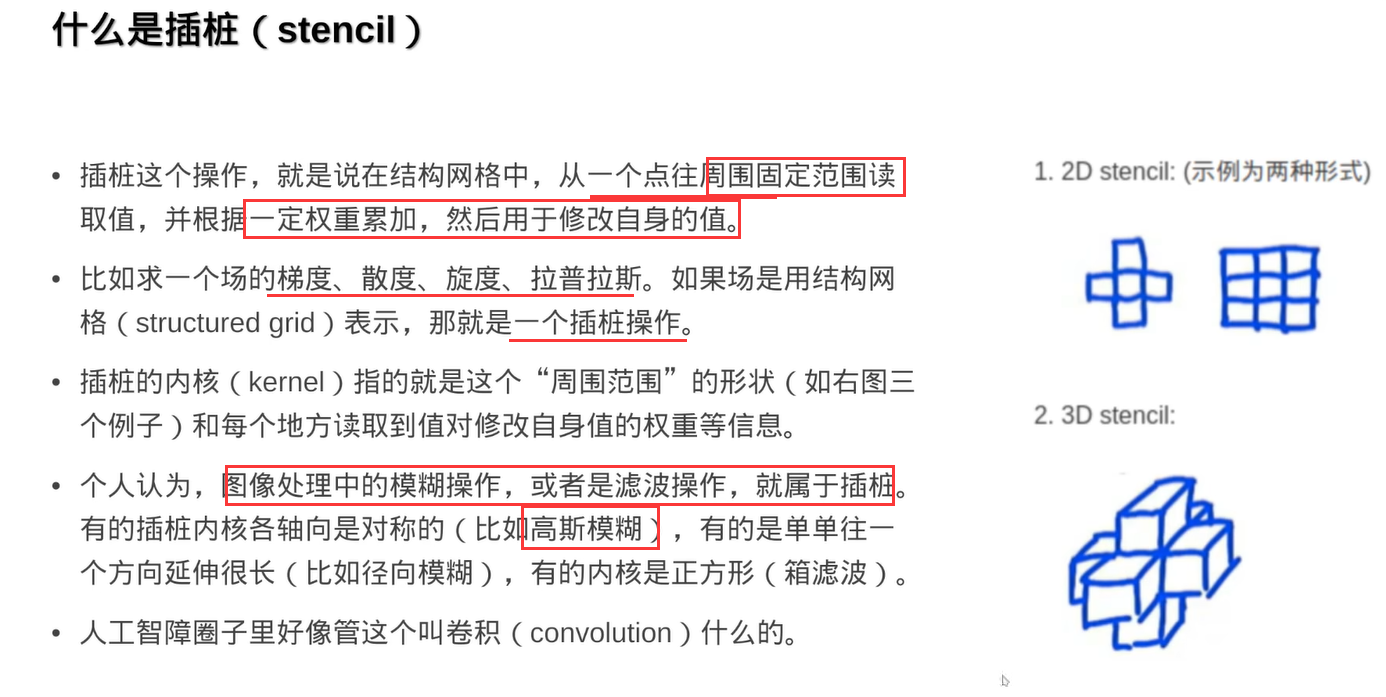 什么是插桩（stencil）
• 插桩这个操作，就是说在结构网格中，从一个点往周围固定范围读
取值，并根据一定权重累加，然后用于修改自身的值。
• 比如求一个场的梯度、散度、旋度、拉普拉斯。如果场是用结构网
格（structured grid）表示，那就是一个插桩操作。
• 插桩的内核（kernel）指的就是这个“周围范围”的形状（如右图三
个例子）和每个地方读取到值对修改自身值的权重等信息。
• 个人认为，图像处理中的模糊操作，或者是滤波操作，就属于插桩。
有的插桩内核各轴向是对称的（比如高斯模糊），有的是单单往一
个方向延伸很长（比如径向模糊），有的内核是正方形（箱滤波）。
• 人工智障圈子里好像管这个叫卷积（convolution）什么的。
1. 2D stencil: (示例为两种形式)
2. 3D stencil: